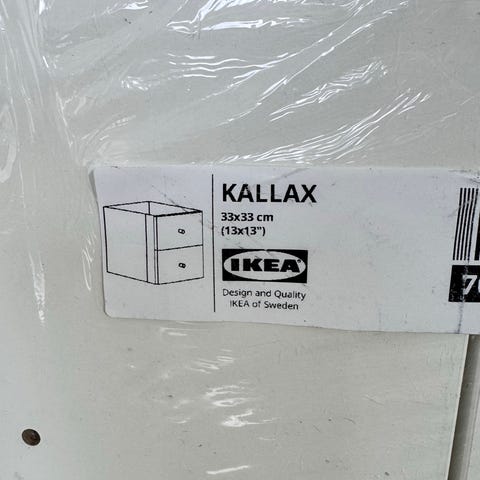 KALLAX
33x33 cm
(13x13")
IKEA
Design and Quality
IKEA of Sweden